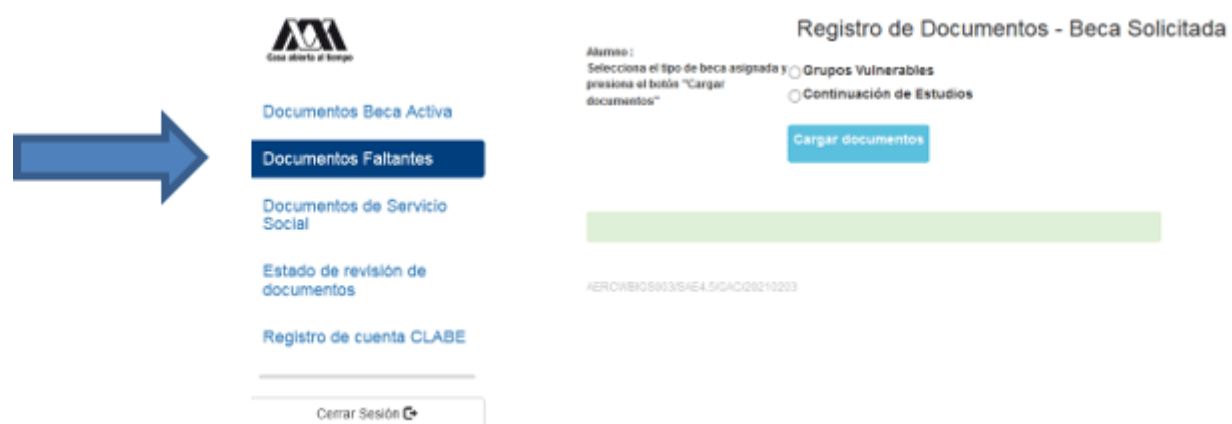 Casa abierta al tiempo
Documentos Beca Activa
Documentos Faltantes
Documentos de Servicio
Social
Estado de revisión de
documentos
Registro de cuenta CLABE
Cerrar Sesión
Registro de Documentos - Beca Solicitada
Alumno :
Selecciona el tipo de beca asignada y
presiona el botón "Cargar
documentos"
Grupos Vulnerables
Continuación de Estudios
Cargar documentos